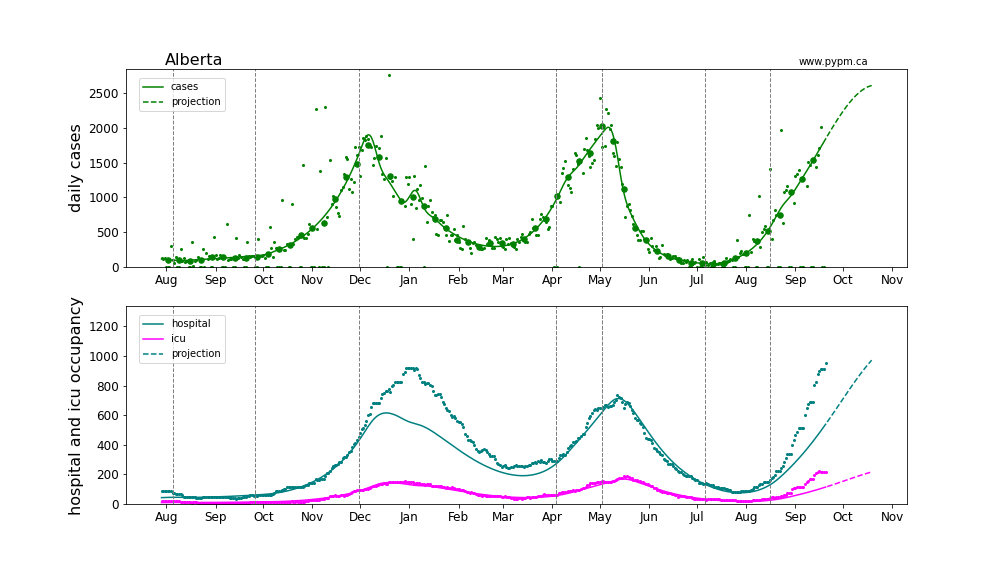 Alberta
www.pypm.ca
daily cases
2500
2000
1500
1000
500
0
cases
projection
Aug Sep Oct Nov Dec Jan Feb Mar Apr May Jun Jul Aug Sep Oct Nov
hospital and icu occupancy
1200
1000
800
600
400
200
0
hospital
icu
projection
Aug Sep Oct Nov Dec Jan Feb Mar Apr May Jun Jul Aug Sep Oct Nov